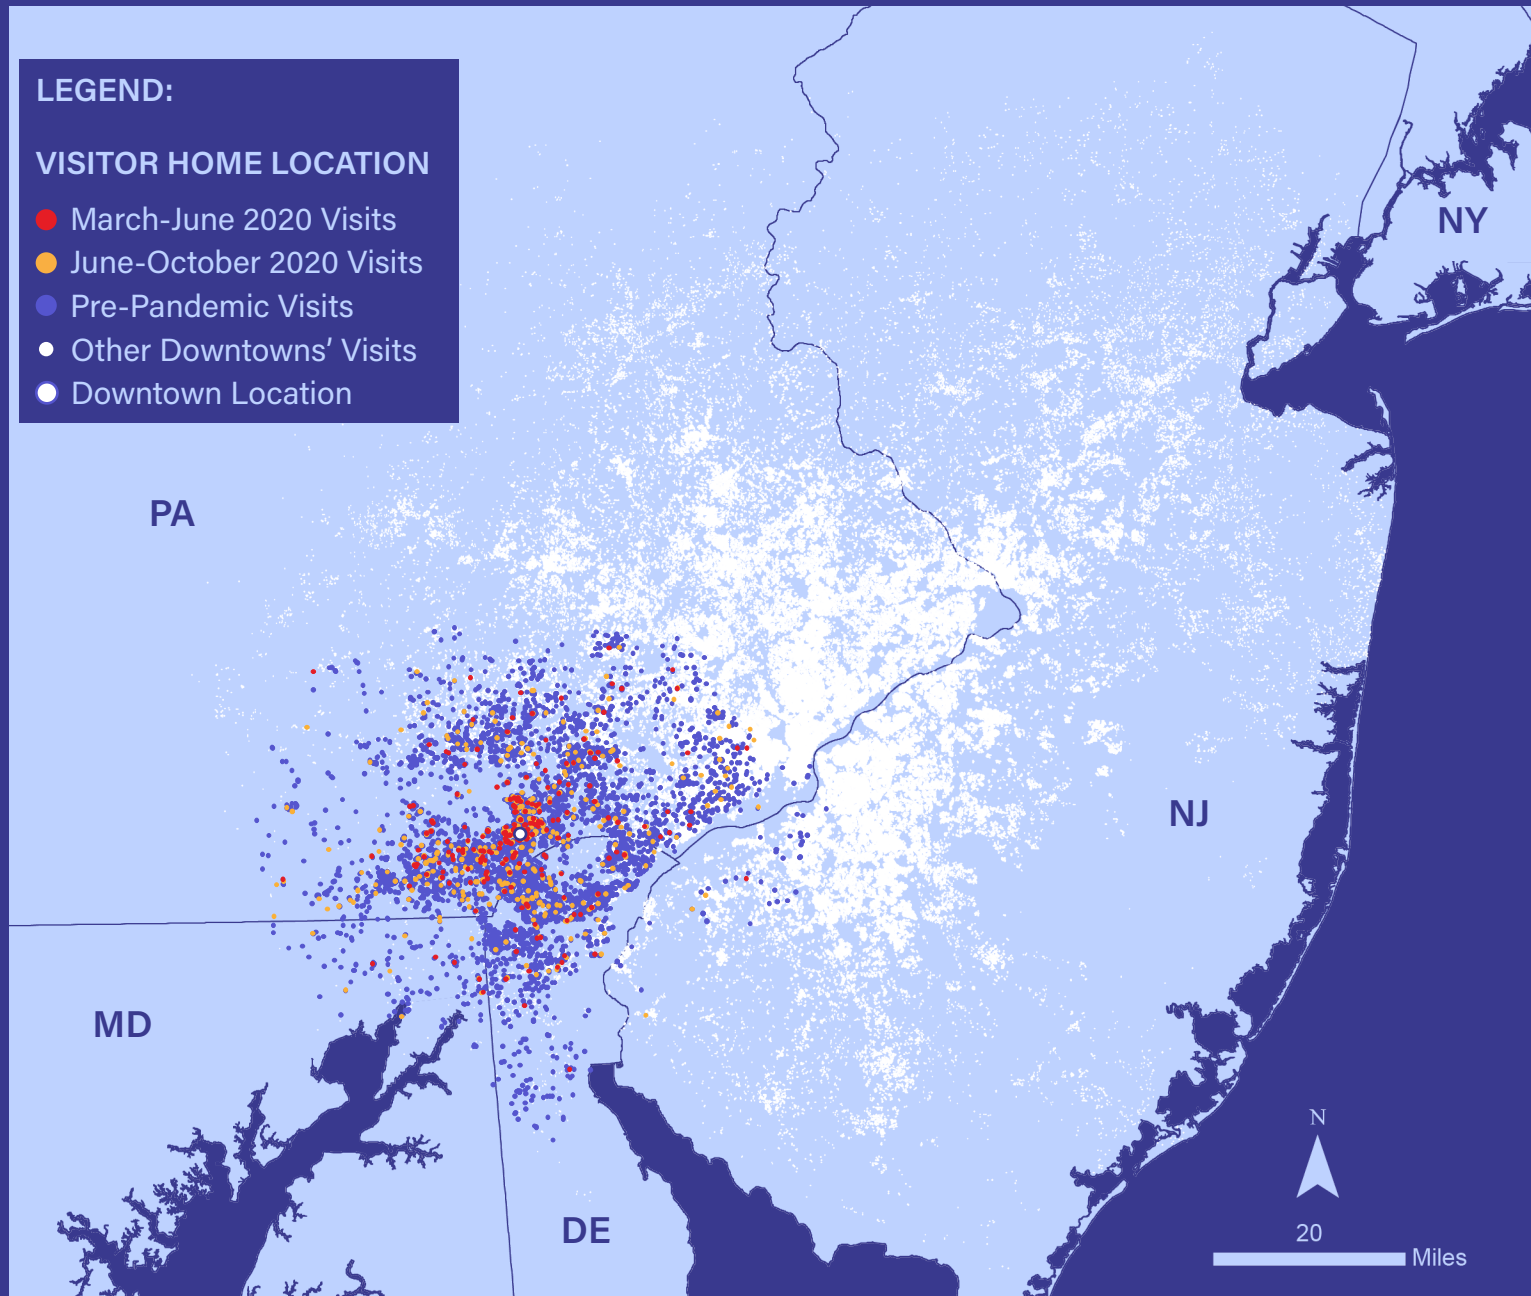 LEGEND:
VISITOR HOME LOCATION
March-June 2020 Visits
June-October 2020 Visits
Pre-Pandemic Visits
Other Downtowns’ Visits
Downtown Location
NY
PA
NJ
MD
N
DE
20
Miles